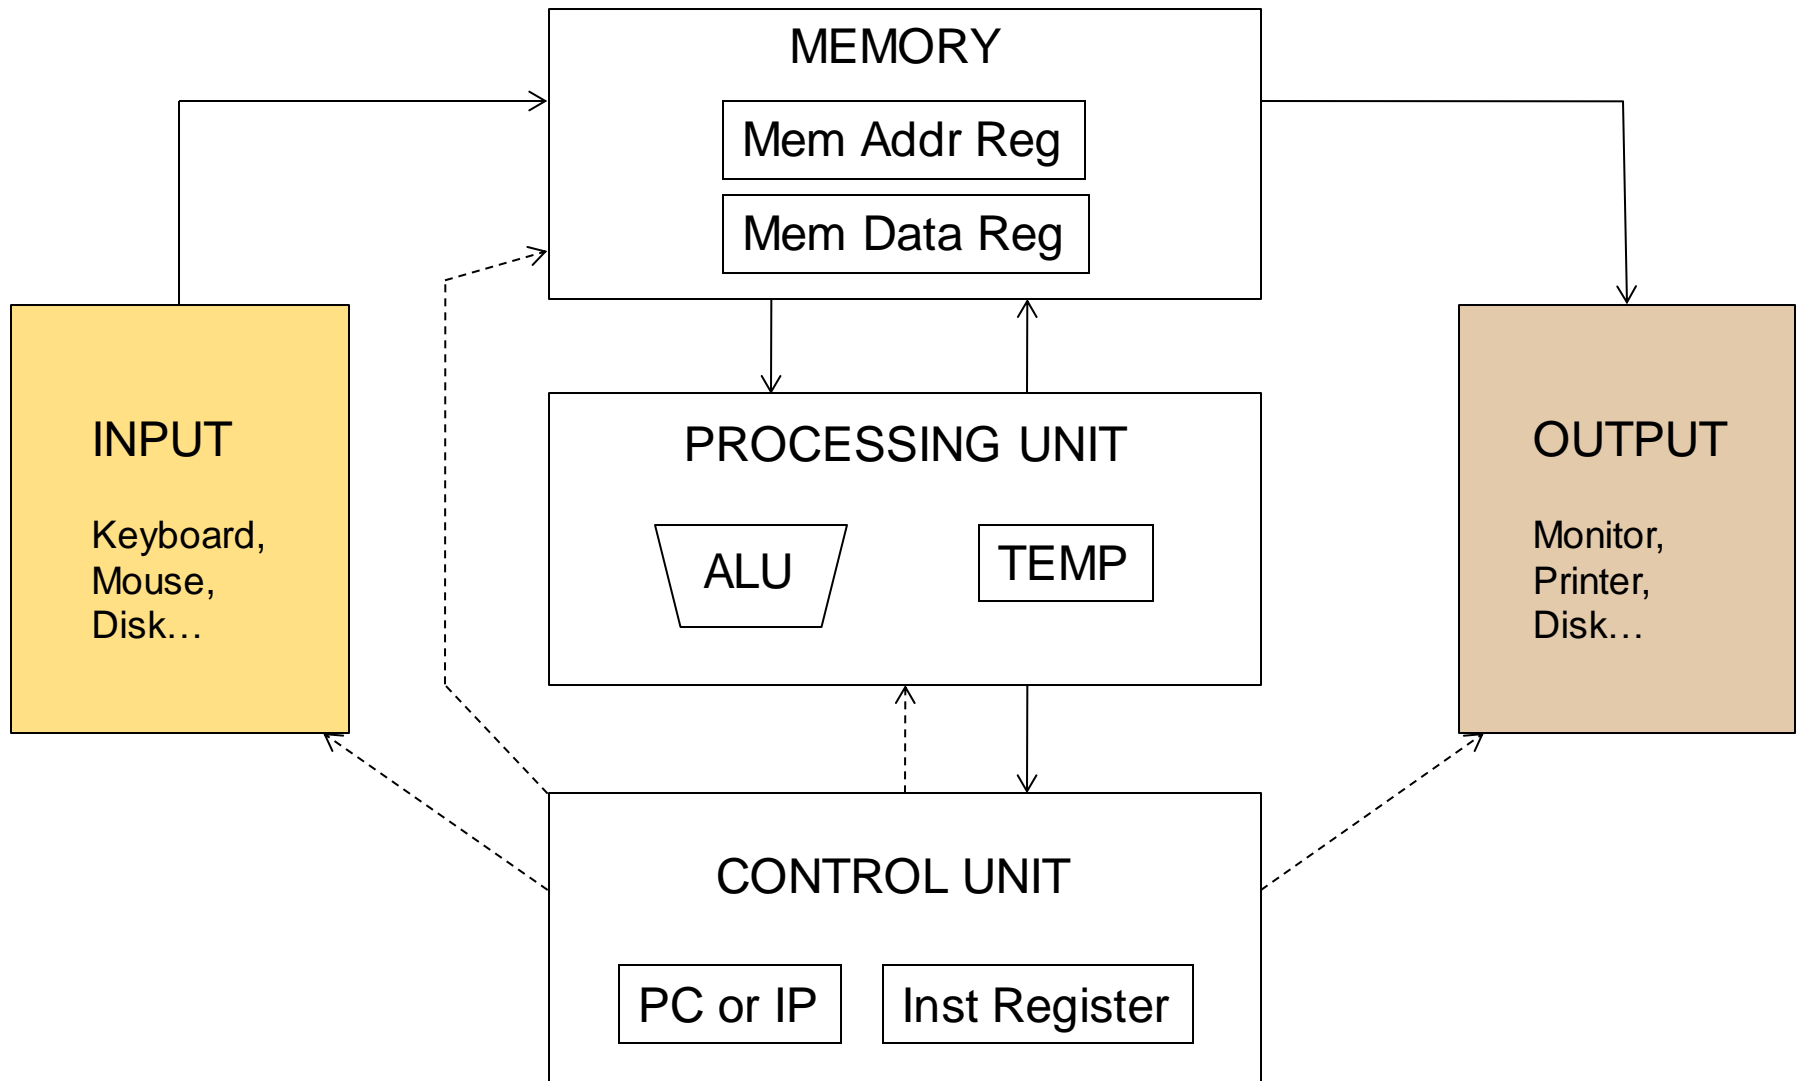 MEMORY
Mem Addr Reg
Mem Data Reg
INPUT
Keyboard,
Mouse,
Disk…
PROCESSING UNIT
ALU
TEMP
OUTPUT
Monitor,
Printer,
Disk…
CONTROL UNIT
PC or IP
Inst Register